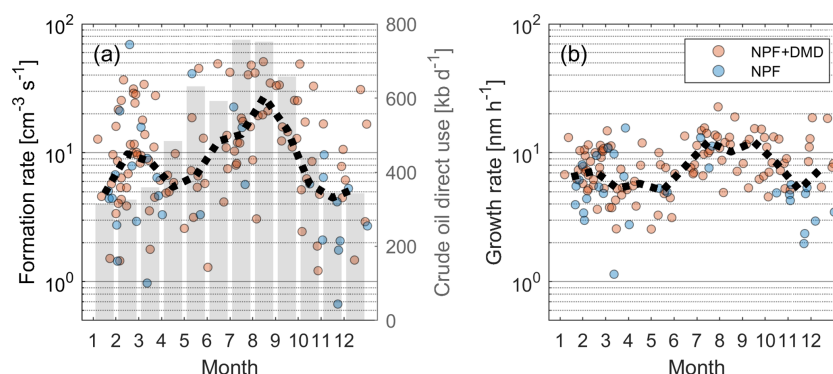 (a)
Formation rate [cm⁻³ s⁻¹]
10²
10¹
10⁰
800
600
400
200
0
Crude oil direct use [kb d⁻¹]
1 2 3 4 5 6 7 8 9 10 11 12
Month
(b)
NPF+DMD
NPF
Growth rate [nm h⁻¹]
10²
10¹
10⁰
1 2 3 4 5 6 7 8 9 10 11 12
Month